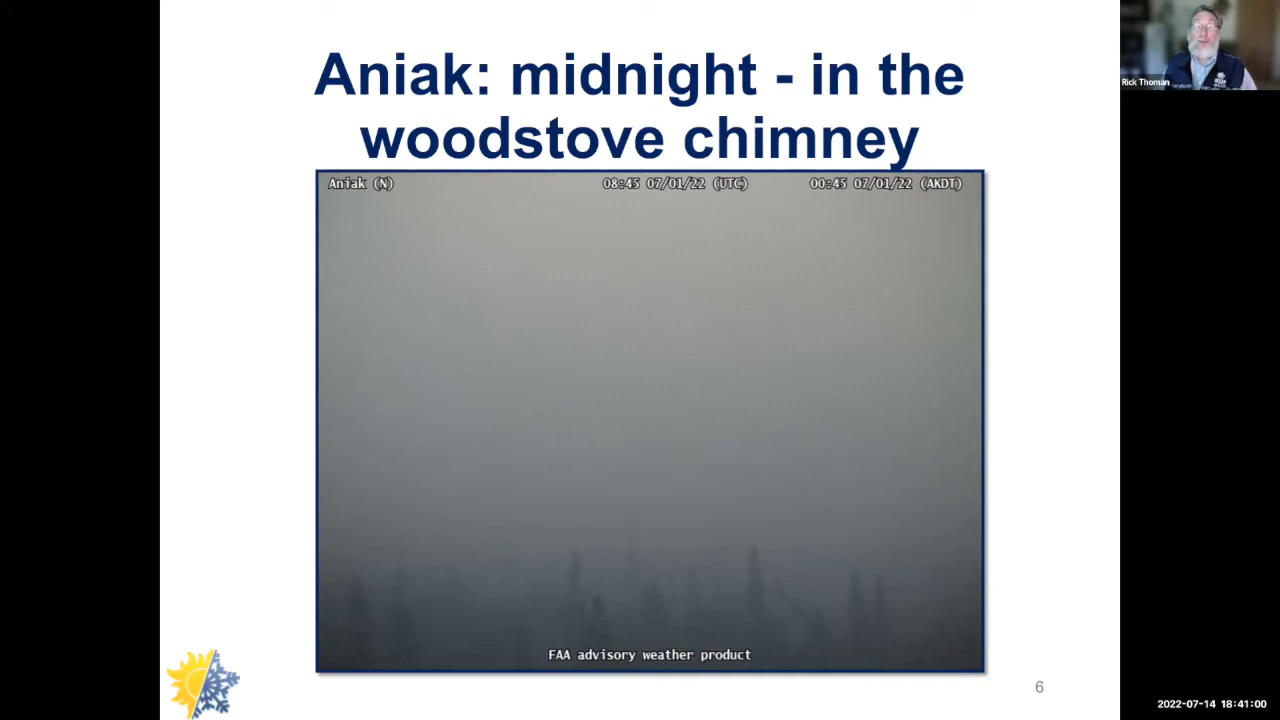 Aniak: midnight - in the
woodstove chimney
Rick Thoman
Aniak (N) 08:45 07/01/22 (UTC) 00:45 07/01/22 (AKDT)
FAA advisory weather product
6
2022-07-14 18:41:00